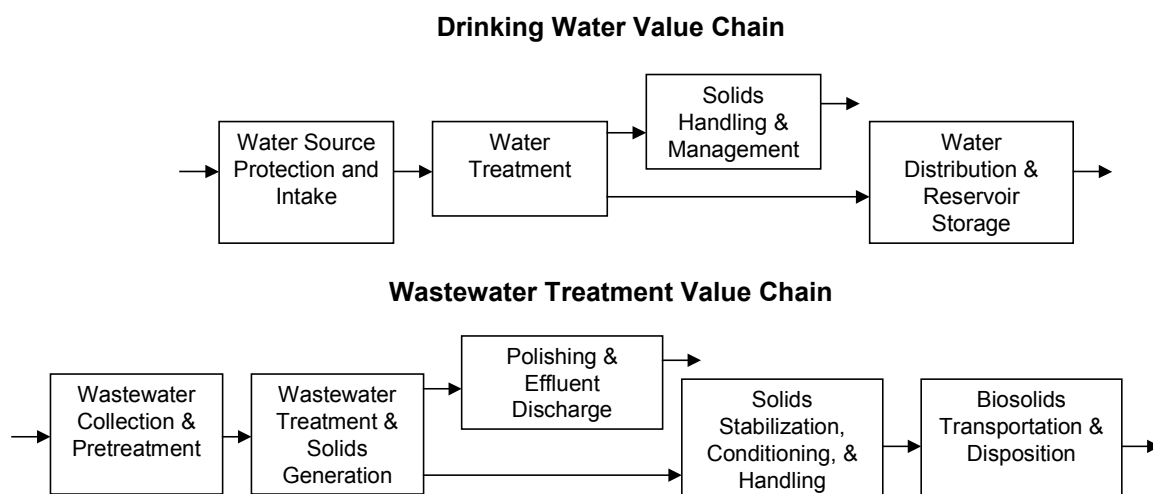 Drinking Water Value Chain
Water Source
Protection and
Intake
Water
Treatment
Solids
Handling &
Management
Water
Distribution &
Reservoir
Storage
Wastewater Treatment Value Chain
Wastewater
Collection &
Pretreatment
Wastewater
Treatment &
Solids
Generation
Polishing &
Effluent
Discharge
Solids
Stabilization,
Conditioning, &
Handling
Biosolids
Transportation &
Disposition